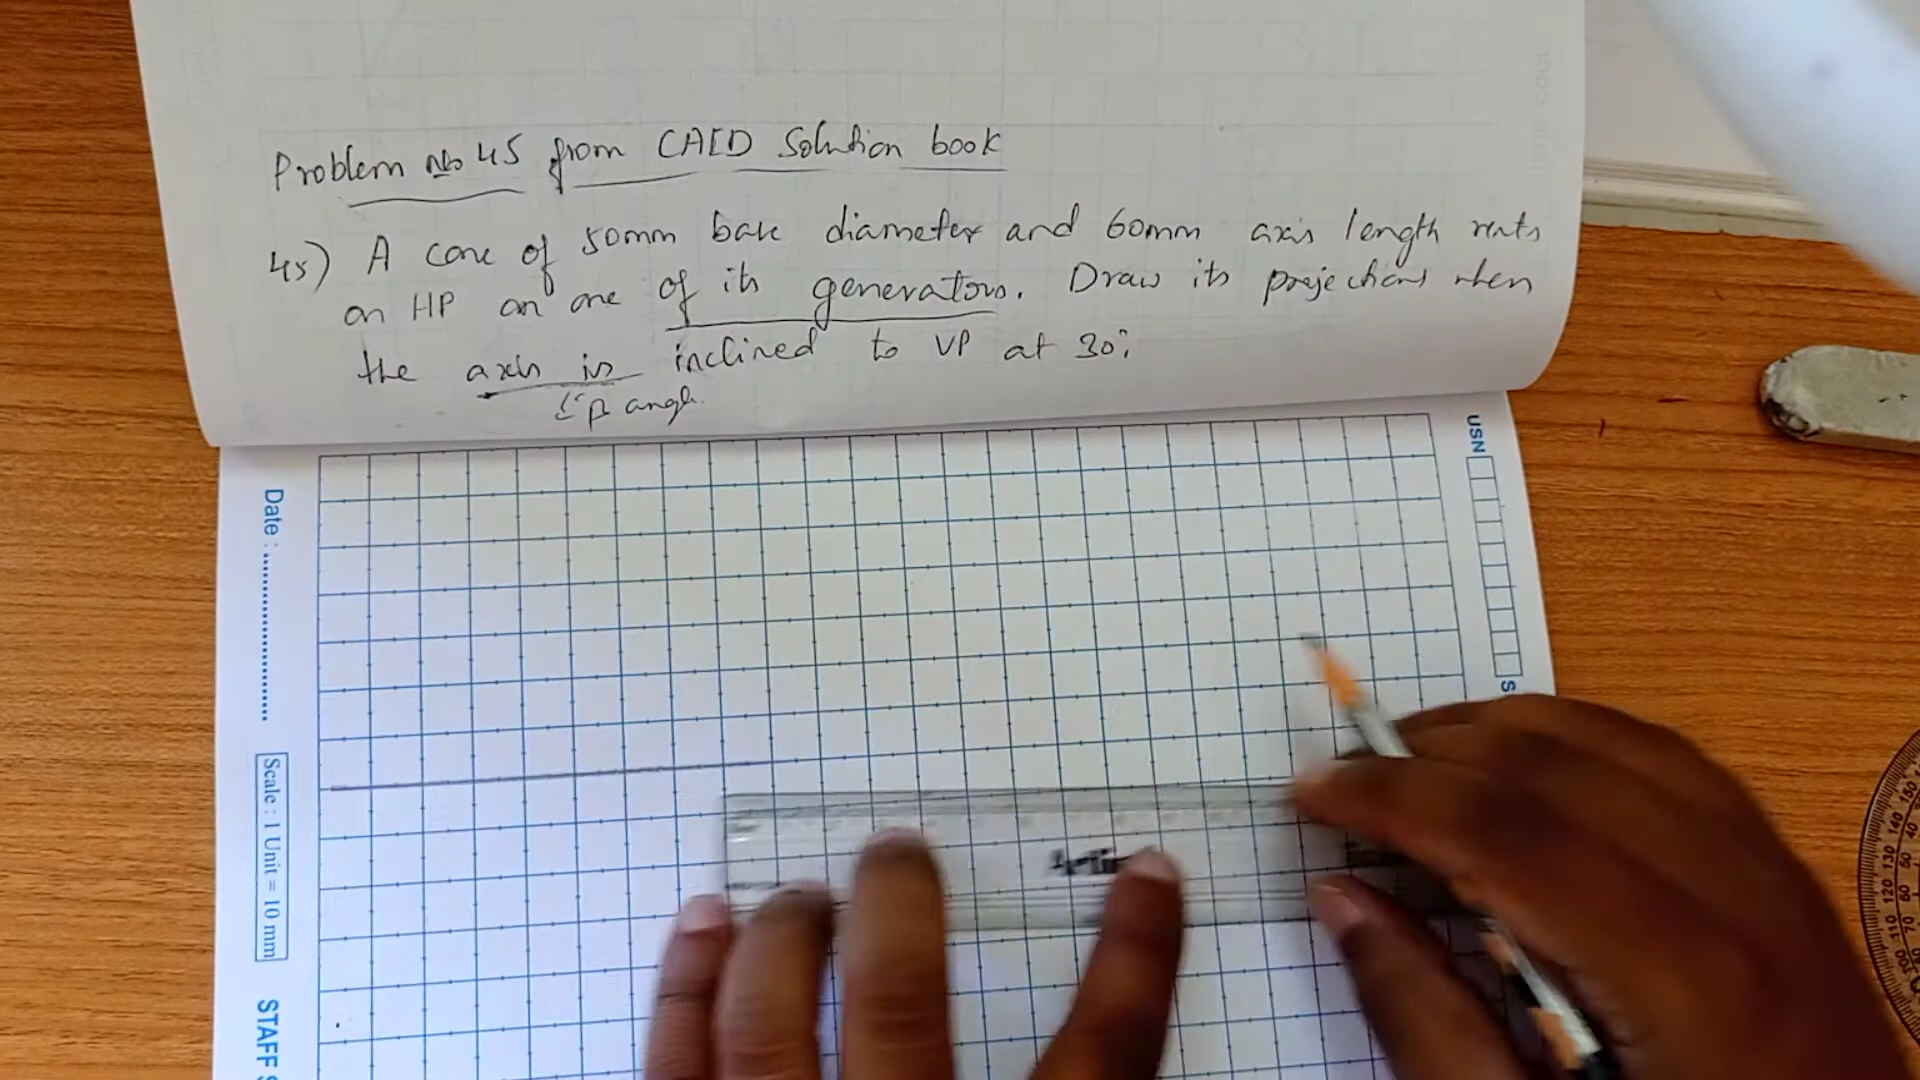 Problem no 45 from CAED Solution book
45) A cone of 50mm base diameter and 60mm axis length rests
on HP on one of its generators. Draw its projections when
the axis is inclined to VP at 30°.
β angle.
USN
Date :
Scale : 1 Unit = 10 mm
STAFF